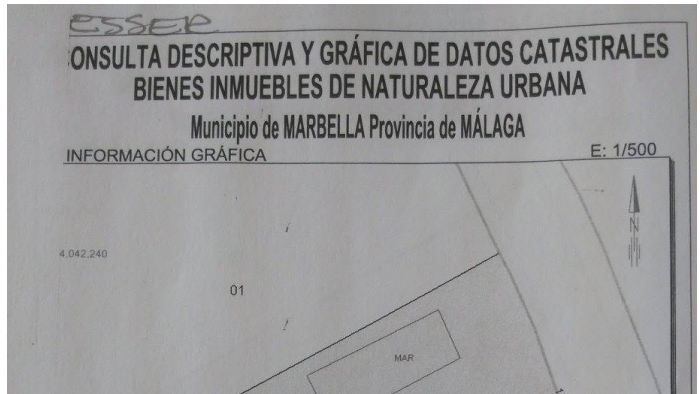 ESSER
CONSULTA DESCRIPTIVA Y GRÁFICA DE DATOS CATASTRALES
BIENES INMUEBLES DE NATURALEZA URBANA
Municipio de MARBELLA Provincia de MÁLAGA
INFORMACIÓN GRÁFICA E: 1/500
N
4.042,240
01
MAR